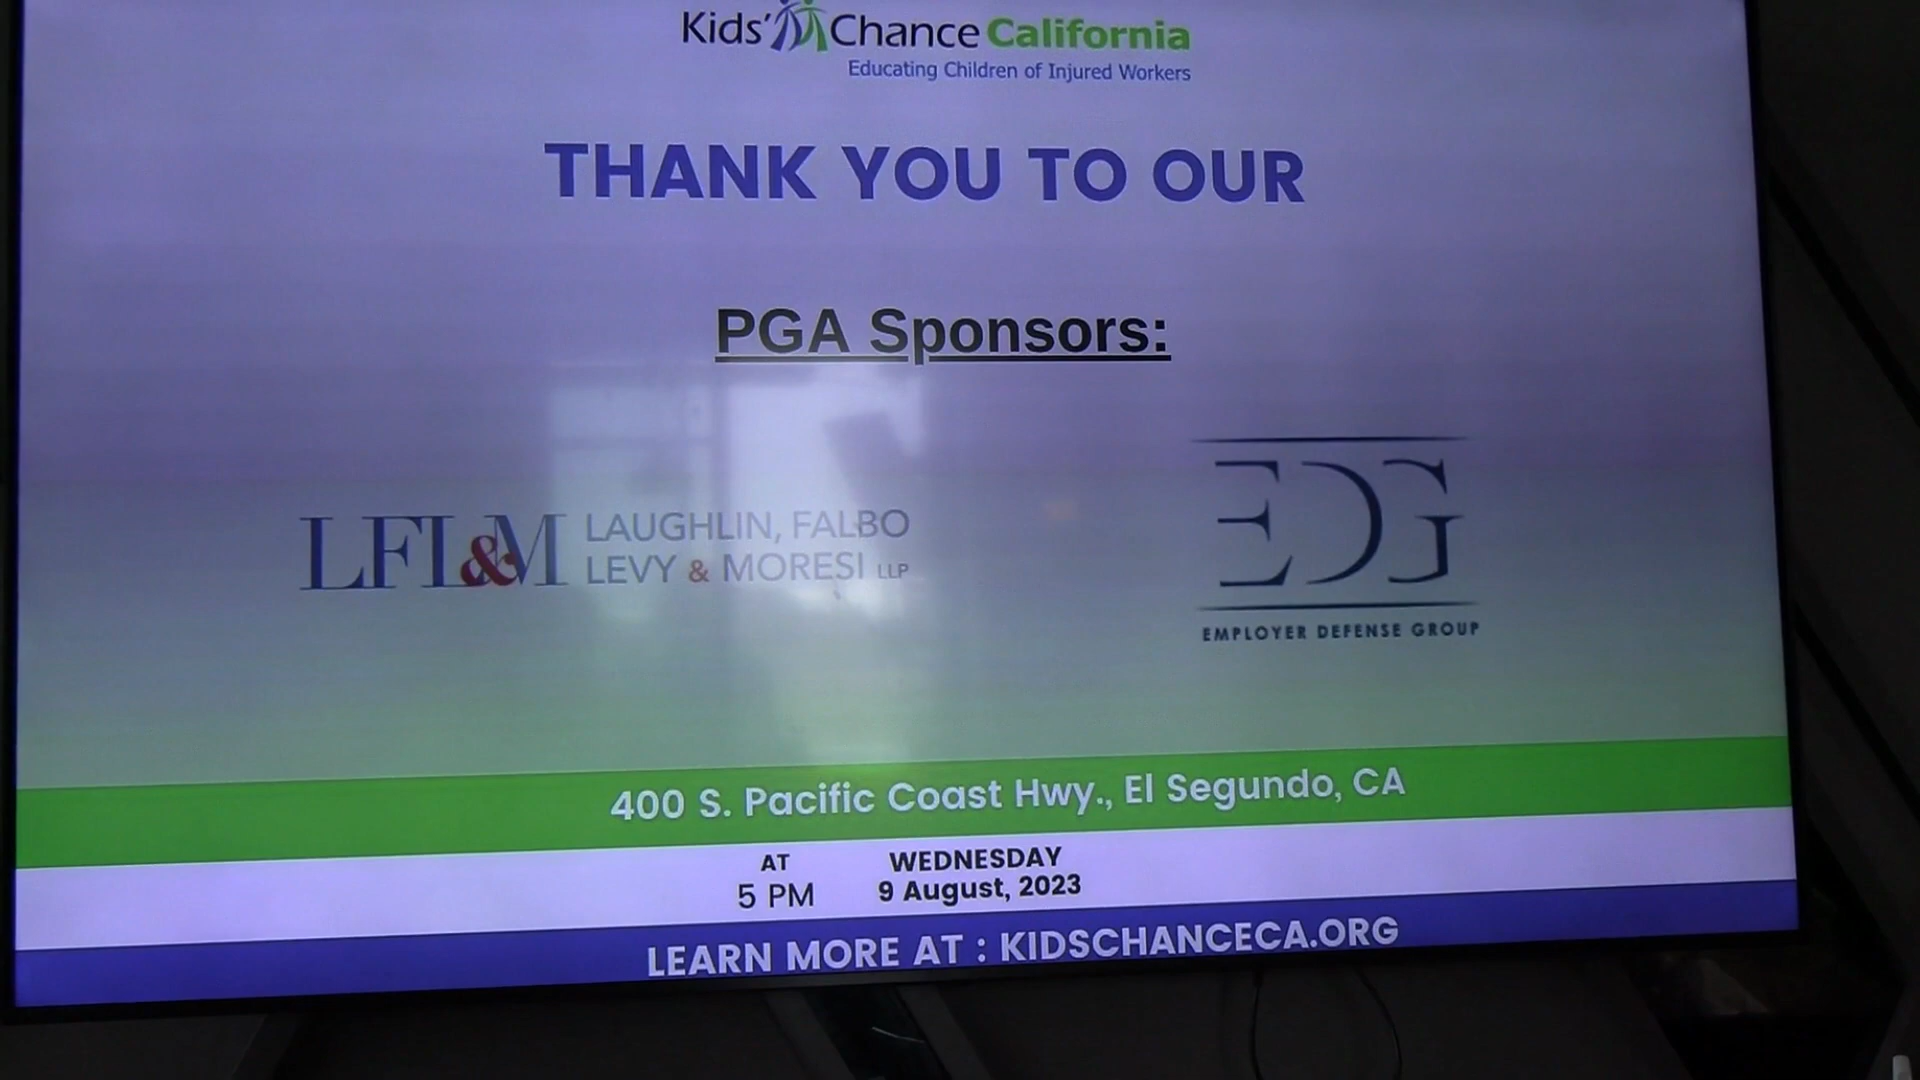 Kids' Chance California
Educating Children of Injured Workers
THANK YOU TO OUR
PGA Sponsors:
LFL&M LAUGHLIN, FALBO
LEVY & MORESI LLP
EDG
EMPLOYER DEFENSE GROUP
400 S. Pacific Coast Hwy., El Segundo, CA
AT
5 PM
WEDNESDAY
9 August, 2023
LEARN MORE AT : KIDSCHANCECA.ORG